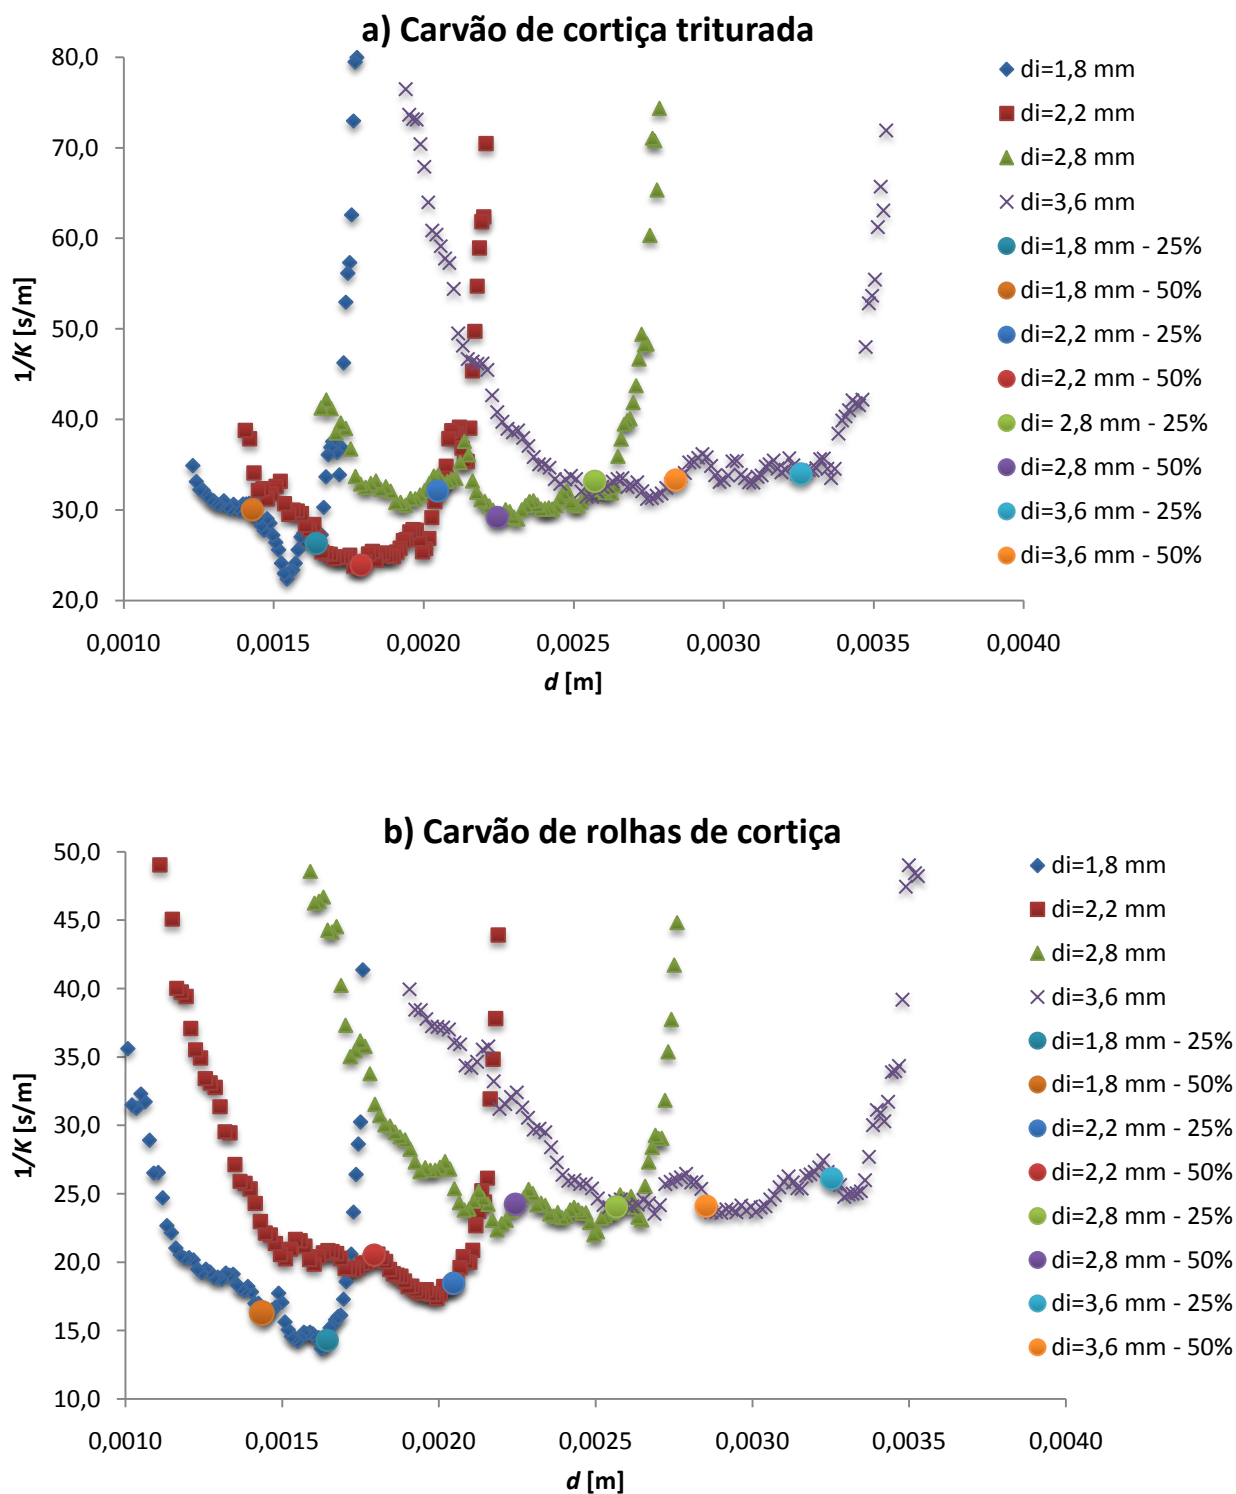 a) Carvão de cortiça triturada
80,0
70,0
60,0
50,0
40,0
30,0
20,0
1/K [s/m]
0,0010
0,0015
0,0020
0,0025
0,0030
0,0035
0,0040
d [m]
di=1,8 mm
di=2,2 mm
di=2,8 mm
di=3,6 mm
di=1,8 mm - 25%
di=1,8 mm - 50%
di=2,2 mm - 25%
di=2,2 mm - 50%
di= 2,8 mm - 25%
di=2,8 mm - 50%
di=3,6 mm - 25%
di=3,6 mm - 50%
b) Carvão de rolhas de cortiça
50,0
45,0
40,0
35,0
30,0
25,0
20,0
15,0
10,0
1/K [s/m]
0,0010
0,0015
0,0020
0,0025
0,0030
0,0035
0,0040
d [m]
di=1,8 mm
di=2,2 mm
di=2,8 mm
di=3,6 mm
di=1,8 mm - 25%
di=1,8 mm - 50%
di=2,2 mm - 25%
di=2,2 mm - 50%
di=2,8 mm - 25%
di=2,8 mm - 50%
di=3,6 mm - 25%
di=3,6 mm - 50%